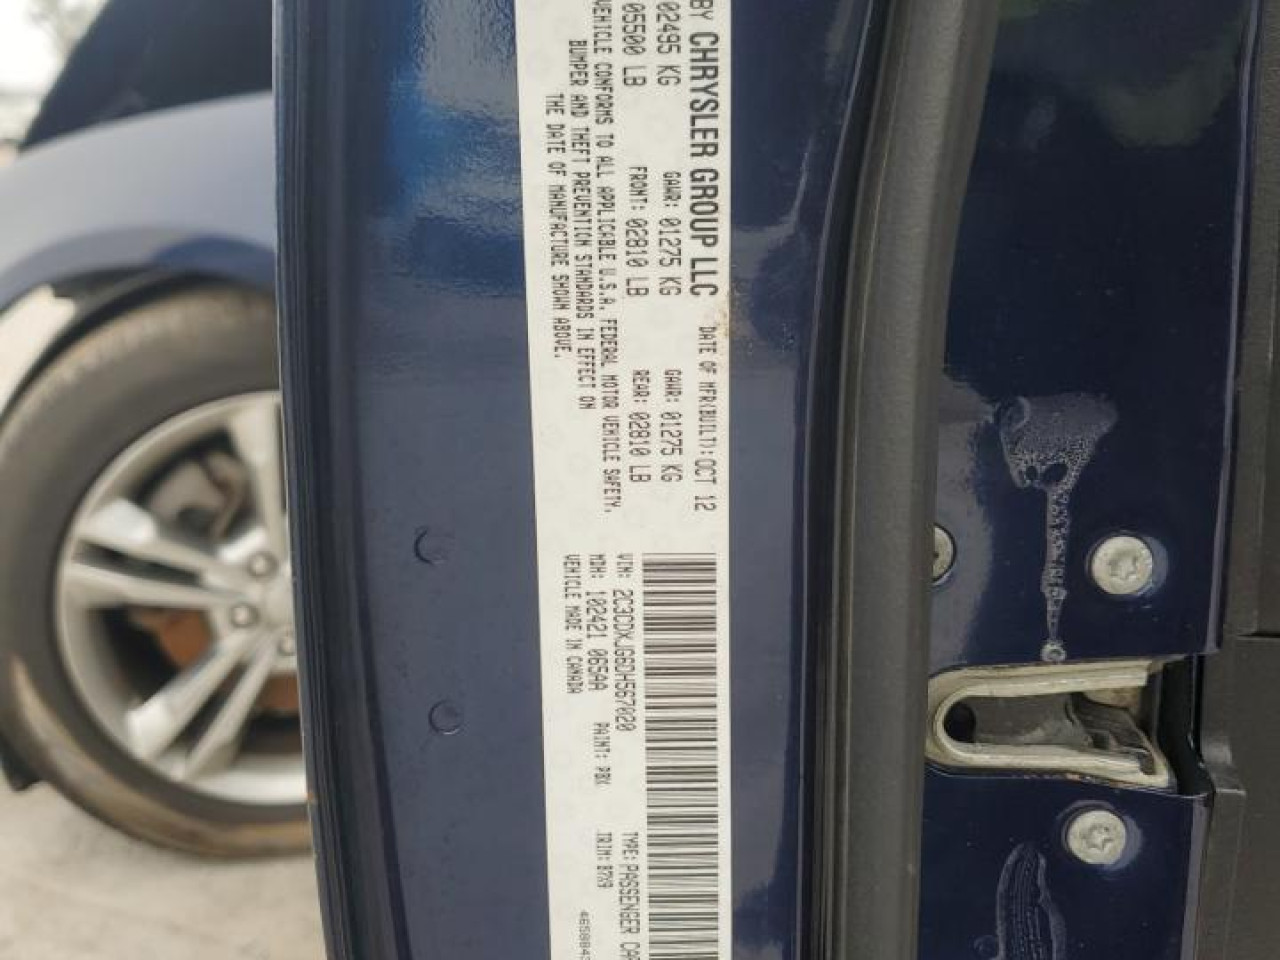 BY CHRYSLER GROUP LLC DATE OF MFR(BUILT): OCT 12
02495 KG GAWR: 01275 KG GAWR: 01275 KG
05500 LB FRONT: 02810 LB REAR: 02810 LB
VEHICLE CONFORMS TO ALL APPLICABLE U.S.A. FEDERAL MOTOR VEHICLE SAFETY,
BUMPER AND THEFT PREVENTION STANDARDS IN EFFECT ON
THE DATE OF MANUFACTURE SHOWN ABOVE.
VIN: 2C3CDXJG6DH567020 TYPE: PASSENGER CAR
MDH: 102421 065AA PAINT: PBX TRIM: B7X9
VEHICLE MADE IN CANADA